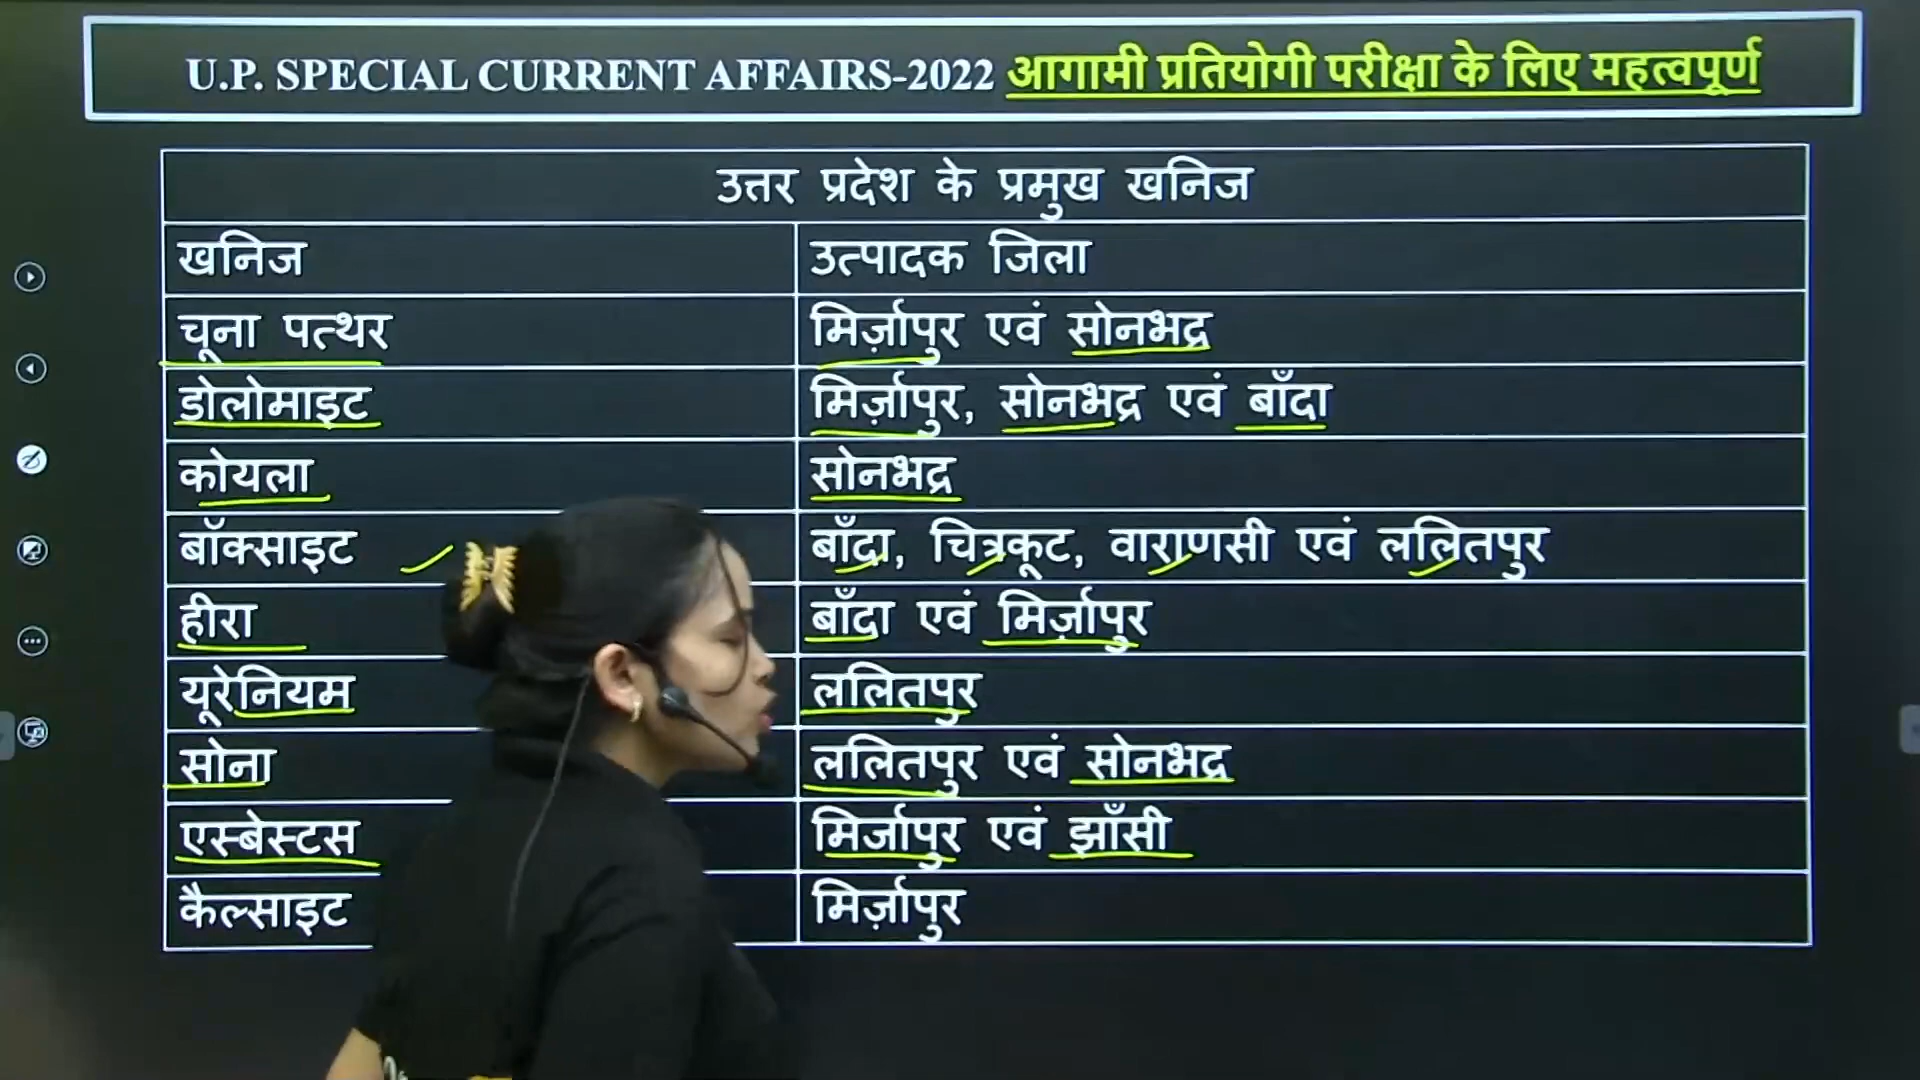 U.P. SPECIAL CURRENT AFFAIRS-2022 आगामी प्रतियोगी परीक्षा के लिए महत्वपूर्ण
उत्तर प्रदेश के प्रमुख खनिज
खनिज उत्पादक जिला
चूना पत्थर मिर्ज़ापुर एवं सोनभद्र
डोलोमाइट मिर्ज़ापुर, सोनभद्र एवं बाँदा
कोयला सोनभद्र
बॉक्साइट बाँदा, चित्रकूट, वाराणसी एवं ललितपुर
हीरा बाँदा एवं मिर्ज़ापुर
यूरेनियम ललितपुर
सोना ललितपुर एवं सोनभद्र
एस्बेस्टस मिर्जापुर एवं झाँसी
कैल्साइट मिर्ज़ापुर